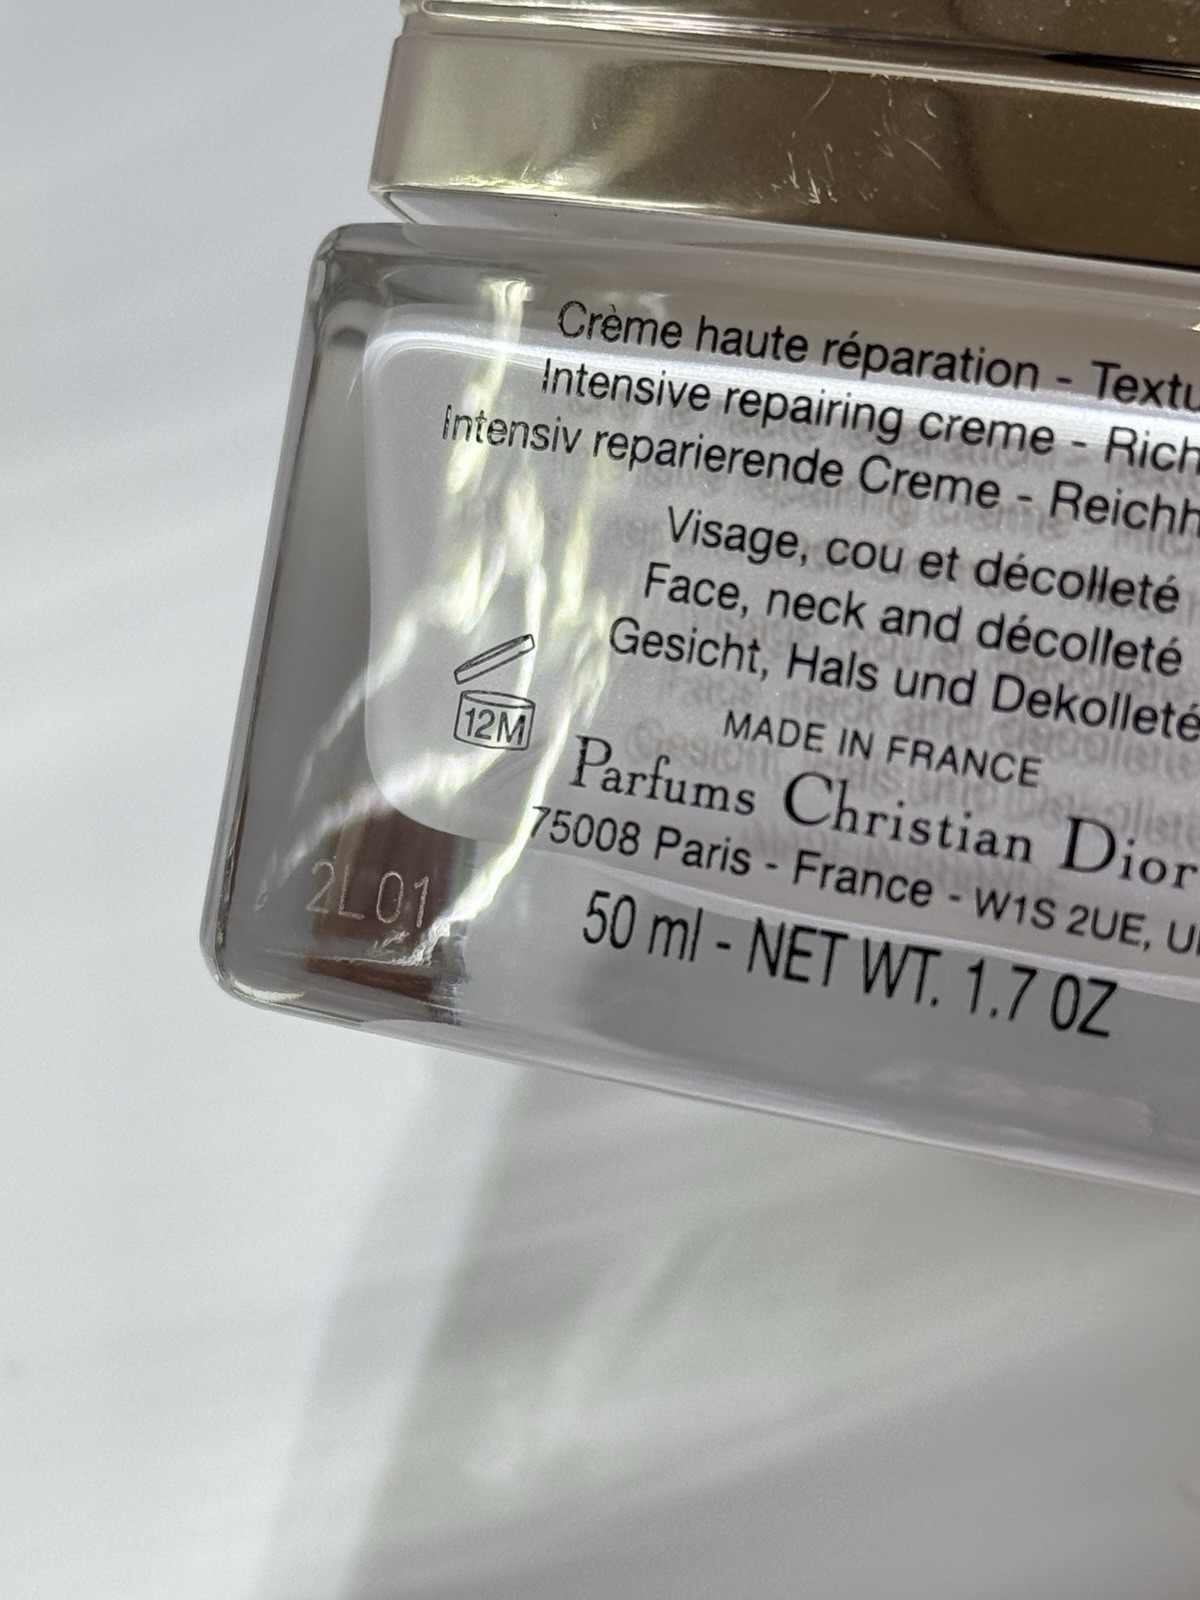 Crème haute réparation - Textu
Intensive repairing creme - Rich
Intensiv reparierende Creme - Reichh
Visage, cou et décolleté
Face, neck and décolleté
Gesicht, Hals und Dekolleté
12M
MADE IN FRANCE
Parfums Christian Dior
75008 Paris - France - W1S 2UE, U
2L01
50 ml - NET WT. 1.7 OZ